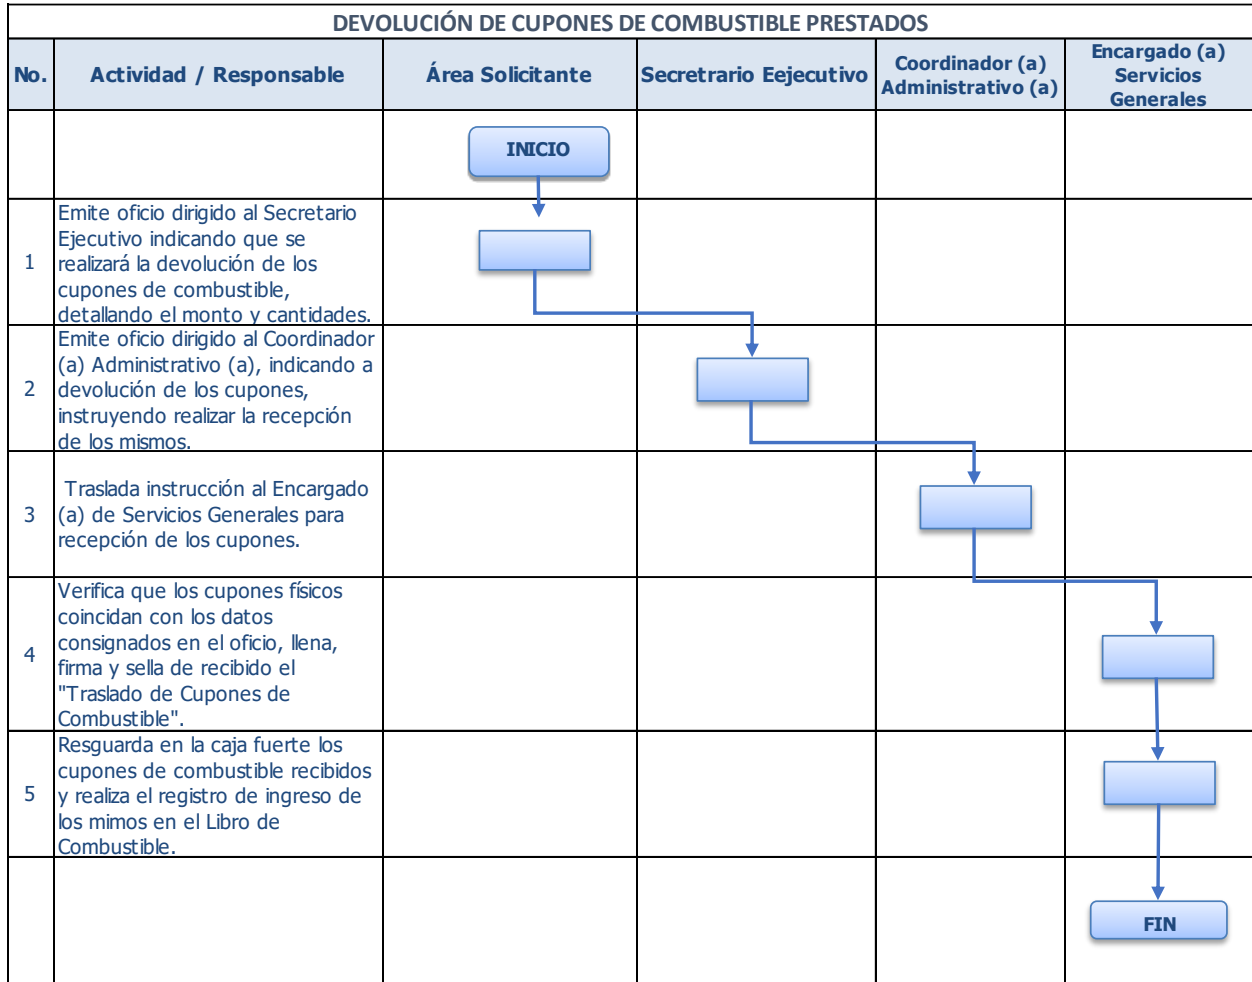 DEVOLUCIÓN DE CUPONES DE COMBUSTIBLE PRESTADOS
No.
Actividad / Responsable
Área Solicitante
Secretrario Eejecutivo
Coordinador (a)
Administrativo (a)
Encargado (a)
Servicios
Generales
INICIO
1
Emite oficio dirigido al Secretario
Ejecutivo indicando que se
realizará la devolución de los
cupones de combustible,
detallando el monto y cantidades.
2
Emite oficio dirigido al Coordinador
(a) Administrativo (a), indicando a
devolución de los cupones,
instruyendo realizar la recepción
de los mismos.
3
Traslada instrucción al Encargado
(a) de Servicios Generales para
recepción de los cupones.
4
Verifica que los cupones físicos
coincidan con los datos
consignados en el oficio, llena,
firma y sella de recibido el
"Traslado de Cupones de
Combustible".
5
Resguarda en la caja fuerte los
cupones de combustible recibidos
y realiza el registro de ingreso de
los mimos en el Libro de
Combustible.
FIN